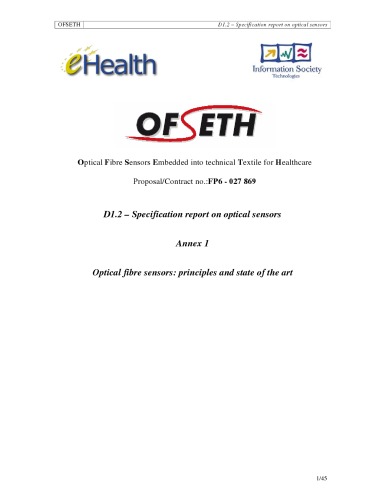 OFSETH D1.2 – Specification report on optical sensors
eHealth
Information Society
Technologies
OFSETH
Optical Fibre Sensors Embedded into technical Textile for Healthcare
Proposal/Contract no.:FP6 - 027 869
D1.2 – Specification report on optical sensors
Annex 1
Optical fibre sensors: principles and state of the art
1/45